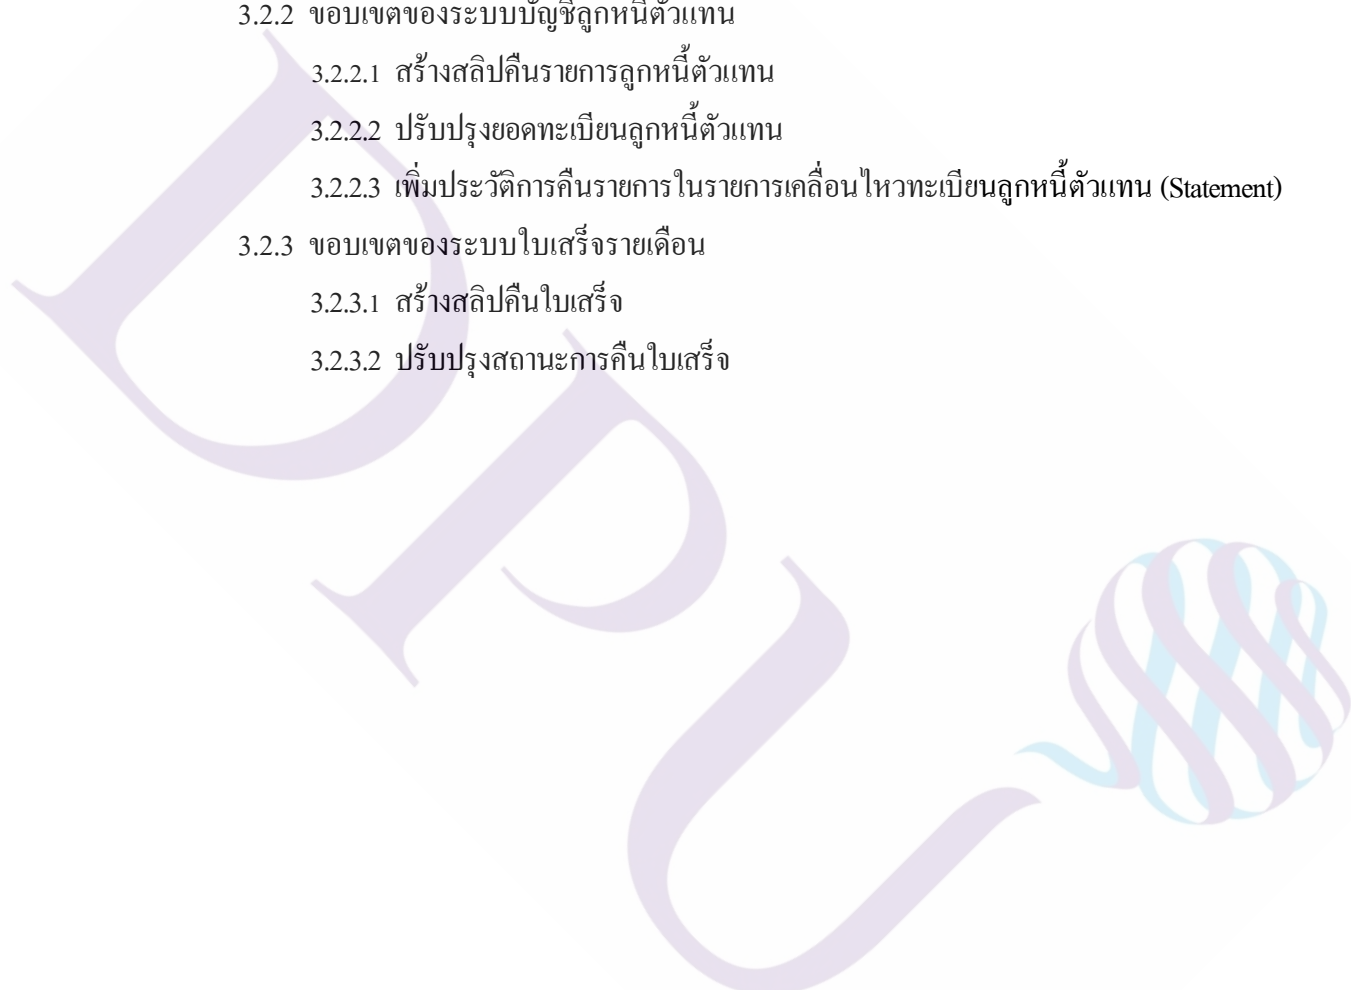 3.2.2 ขอบเขตของระบบบัญชีลูกหนี้ตัวแทน
3.2.2.1 สร้างสลิปคืนรายการลูกหนี้ตัวแทน
3.2.2.2 ปรับปรุงยอดทะเบียนลูกหนี้ตัวแทน
3.2.2.3 เพิ่มประวัติการคืนรายการในรายการเคลื่อนไหวทะเบียนลูกหนี้ตัวแทน (Statement)
3.2.3 ขอบเขตของระบบใบเสร็จรายเดือน
3.2.3.1 สร้างสลิปคืนใบเสร็จ
3.2.3.2 ปรับปรุงสถานะการคืนใบเสร็จ
DPU